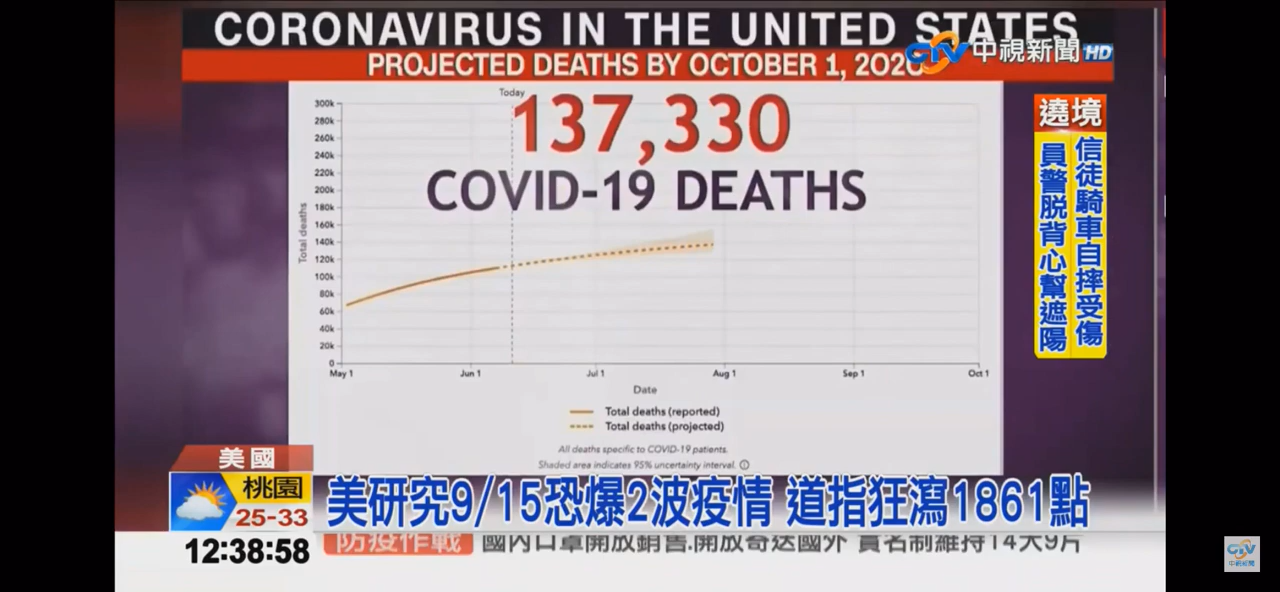 CORONAVIRUS IN THE UNITED STATES
CTV 中視新聞 HD
PROJECTED DEATHS BY OCTOBER 1, 2020
Today
137,330
COVID-19 DEATHS
300k
280k
260k
240k
220k
200k
180k
160k
140k
120k
100k
80k
60k
40k
20k
0
Total deaths
May 1
Jun 1
Jul 1
Aug 1
Sep 1
Oct 1
Date
Total deaths (reported)
Total deaths (projected)
All deaths specific to COVID-19 patients.
Shaded area indicates 95% uncertainty interval.
遶境
信徒騎車自摔受傷
員警脫背心幫遮陽
美國
桃園
25-33
美研究9/15恐爆2波疫情 道指狂瀉1861點
12:38:58
防疫作戰
國內口罩開放銷售.開放寄送國外 實名制維持14天9片
CTV
中視新聞